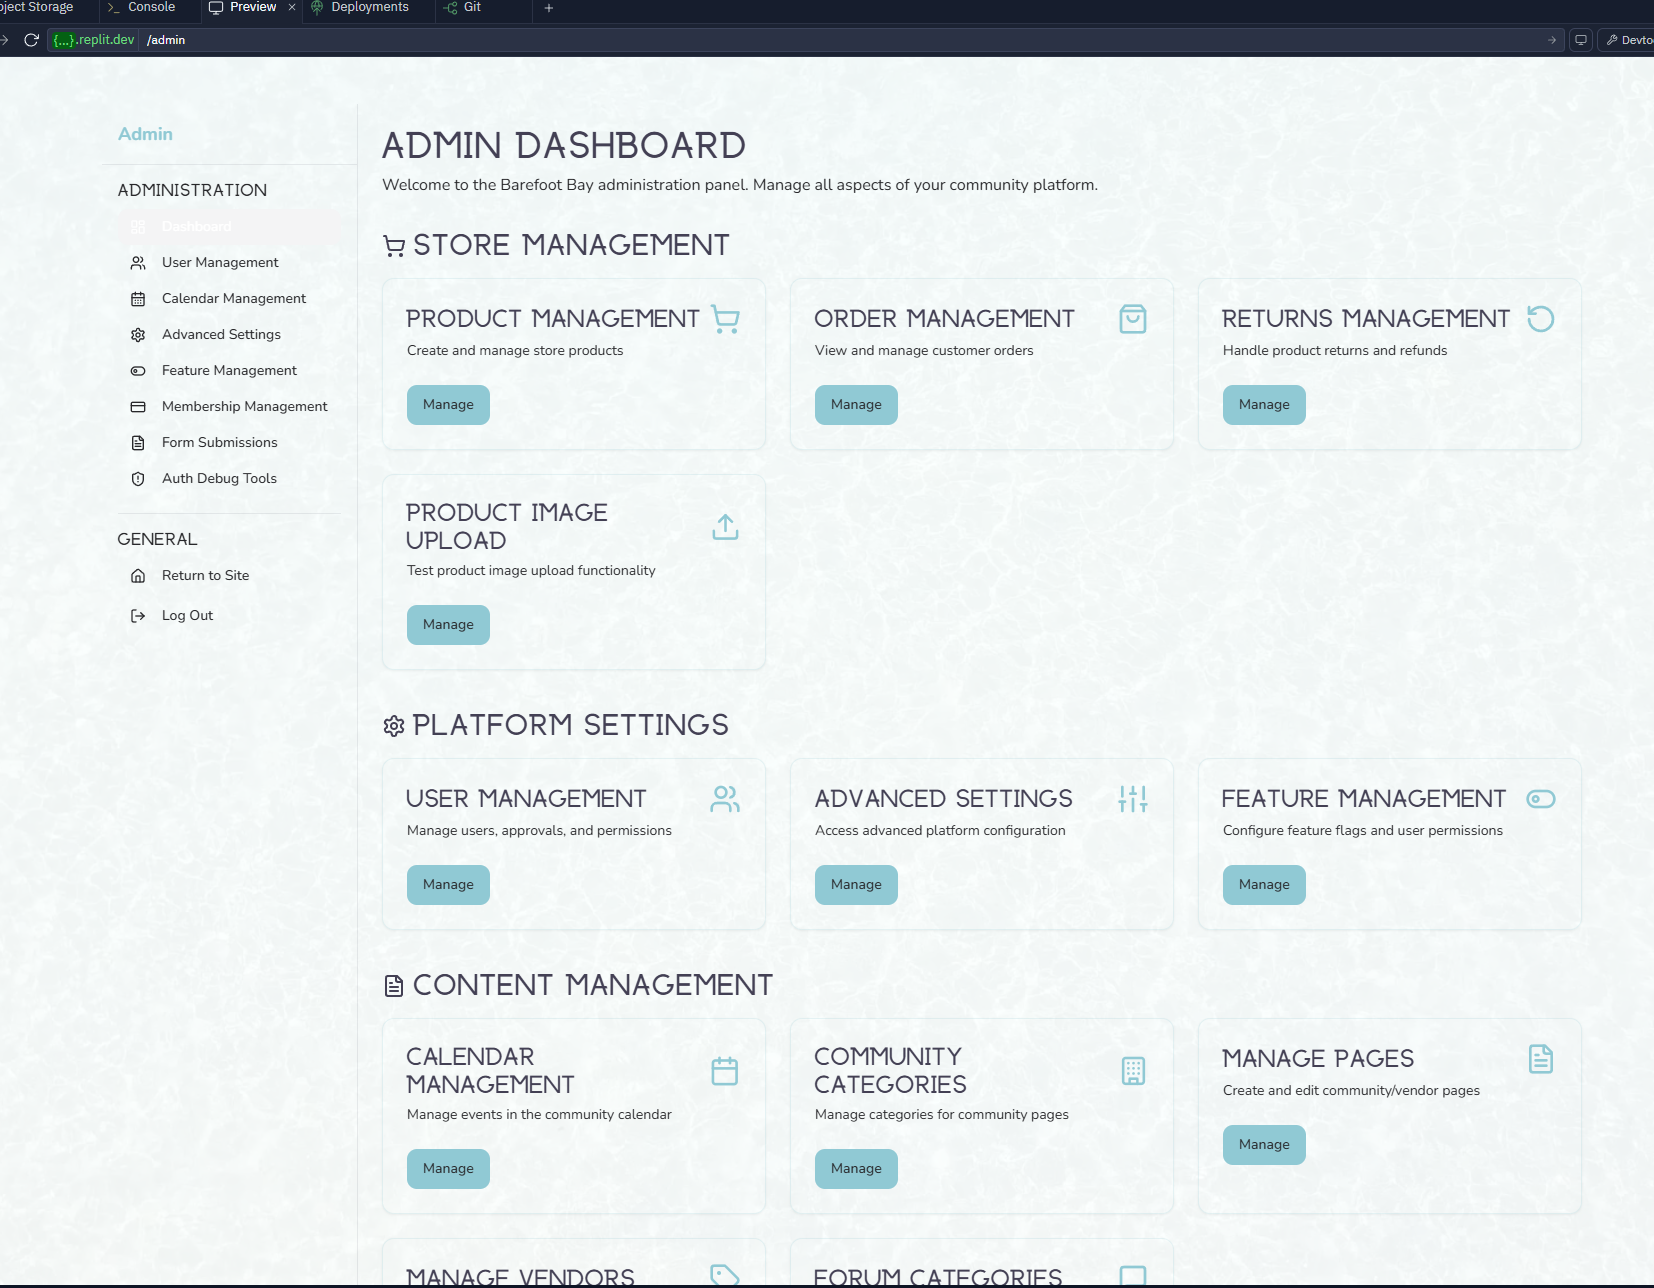 oject Storage
Console
Preview
Deployments
Git
{...}.replit.dev
/admin
Devto
Admin
ADMINISTRATION
Dashboard
User Management
Calendar Management
Advanced Settings
Feature Management
Membership Management
Form Submissions
Auth Debug Tools
GENERAL
Return to Site
Log Out
ADMIN DASHBOARD
Welcome to the Barefoot Bay administration panel. Manage all aspects of your community platform.
STORE MANAGEMENT
PRODUCT MANAGEMENT
Create and manage store products
Manage
ORDER MANAGEMENT
View and manage customer orders
Manage
RETURNS MANAGEMENT
Handle product returns and refunds
Manage
PRODUCT IMAGE
UPLOAD
Test product image upload functionality
Manage
PLATFORM SETTINGS
USER MANAGEMENT
Manage users, approvals, and permissions
Manage
ADVANCED SETTINGS
Access advanced platform configuration
Manage
FEATURE MANAGEMENT
Configure feature flags and user permissions
Manage
CONTENT MANAGEMENT
CALENDAR
MANAGEMENT
Manage events in the community calendar
Manage
COMMUNITY
CATEGORIES
Manage categories for community pages
Manage
MANAGE PAGES
Create and edit community/vendor pages
Manage
MANAGE VENDORS
FORUM CATEGORIES